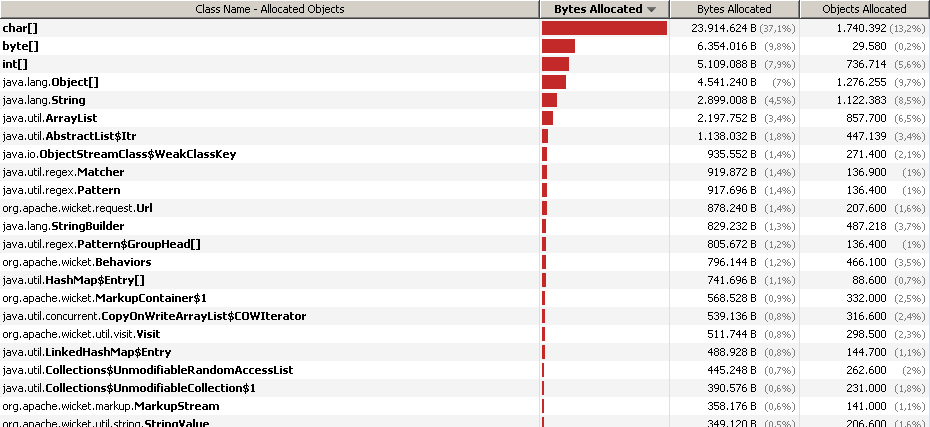 Class Name - Allocated Objects Bytes Allocated Bytes Allocated Objects Allocated
char[] 23.914.624 B (37,1%) 1.740.392 (13,2%)
byte[] 6.354.016 B (9,8%) 29.580 (0,2%)
int[] 5.109.088 B (7,9%) 736.714 (5,6%)
java.lang.Object[] 4.541.240 B (7%) 1.276.255 (9,7%)
java.lang.String 2.899.008 B (4,5%) 1.122.383 (8,5%)
java.util.ArrayList 2.197.752 B (3,4%) 857.700 (6,5%)
java.util.AbstractList$Itr 1.138.032 B (1,8%) 447.139 (3,4%)
java.io.ObjectStreamClass$WeakClassKey 935.552 B (1,4%) 271.400 (2,1%)
java.util.regex.Matcher 919.872 B (1,4%) 136.900 (1%)
java.util.regex.Pattern 917.696 B (1,4%) 136.400 (1%)
org.apache.wicket.request.Url 878.240 B (1,4%) 207.600 (1,6%)
java.lang.StringBuilder 829.232 B (1,3%) 487.218 (3,7%)
java.util.regex.Pattern$GroupHead[] 805.672 B (1,2%) 136.400 (1%)
org.apache.wicket.Behaviors 796.144 B (1,2%) 466.100 (3,5%)
java.util.HashMap$Entry[] 741.696 B (1,1%) 88.600 (0,7%)
org.apache.wicket.MarkupContainer$1 568.528 B (0,9%) 332.000 (2,5%)
java.util.concurrent.CopyOnWriteArrayList$COWIterator 539.136 B (0,8%) 316.600 (2,4%)
org.apache.wicket.util.visit.Visit 511.744 B (0,8%) 298.500 (2,3%)
java.util.LinkedHashMap$Entry 488.928 B (0,8%) 144.700 (1,1%)
java.util.Collections$UnmodifiableRandomAccessList 445.248 B (0,7%) 262.600 (2%)
java.util.Collections$UnmodifiableCollection$1 390.576 B (0,6%) 231.000 (1,8%)
org.apache.wicket.markup.MarkupStream 358.176 B (0,6%) 141.000 (1,1%)
org.apache.wicket.util.string.StringValue 349.120 B (0,5%) 206.600 (1,6%)